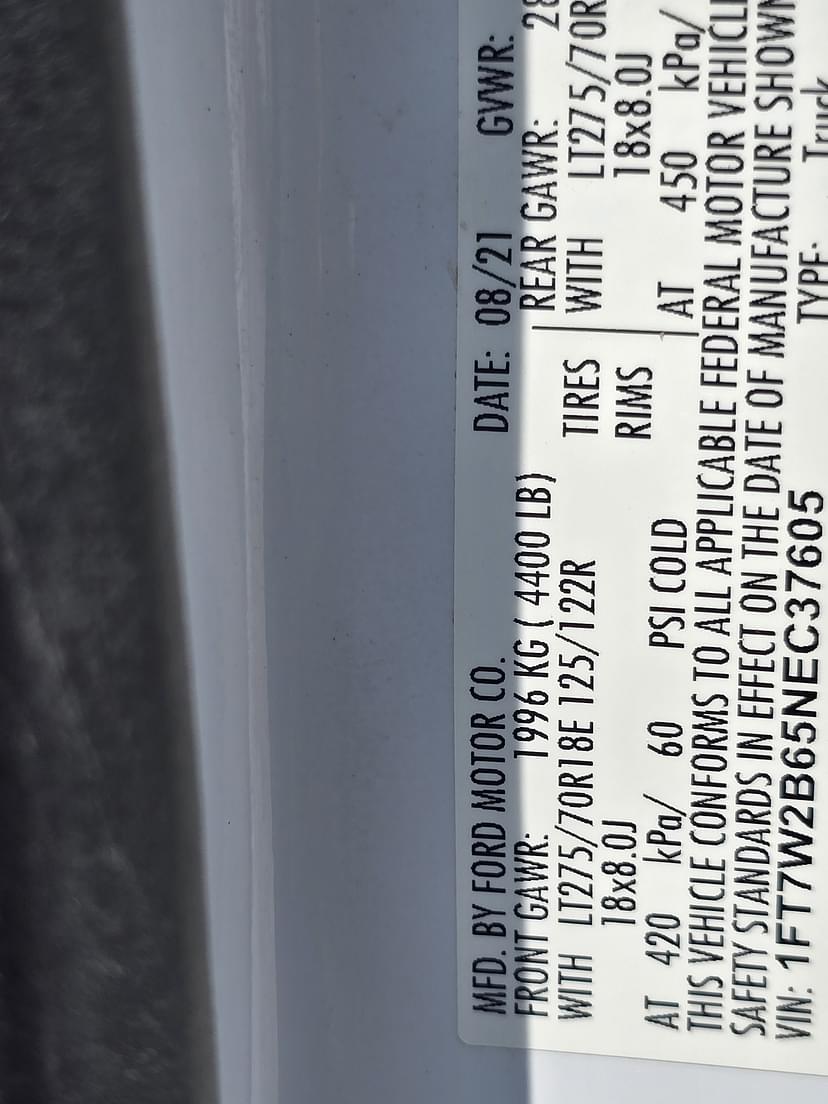 MFD. BY FORD MOTOR CO. DATE: 08/21 GVWR:
FRONT GAWR: 1996 KG ( 4400 LB) REAR GAWR: 28
WITH LT275/70R18E 125/122R TIRES WITH LT275/70R
18x8.0J RIMS 18x8.0J
AT 420 kPa/ 60 PSI COLD AT 450 kPa/
THIS VEHICLE CONFORMS TO ALL APPLICABLE FEDERAL MOTOR VEHICL
SAFETY STANDARDS IN EFFECT ON THE DATE OF MANUFACTURE SHOWN
VIN: 1FT7W2B65NEC37605 TYPE: Truck